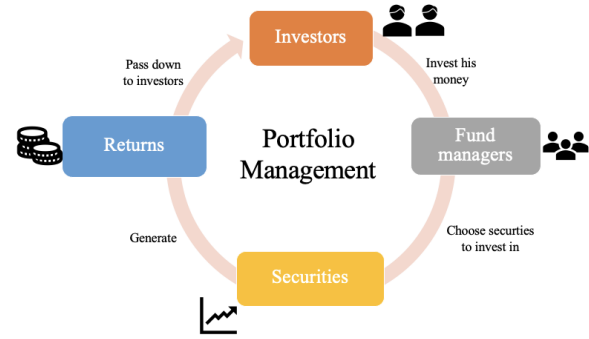 Investors
Pass down
to investors
Invest his
money
Returns
Portfolio
Management
Fund
managers
Generate
Choose securties
to invest in
Securities